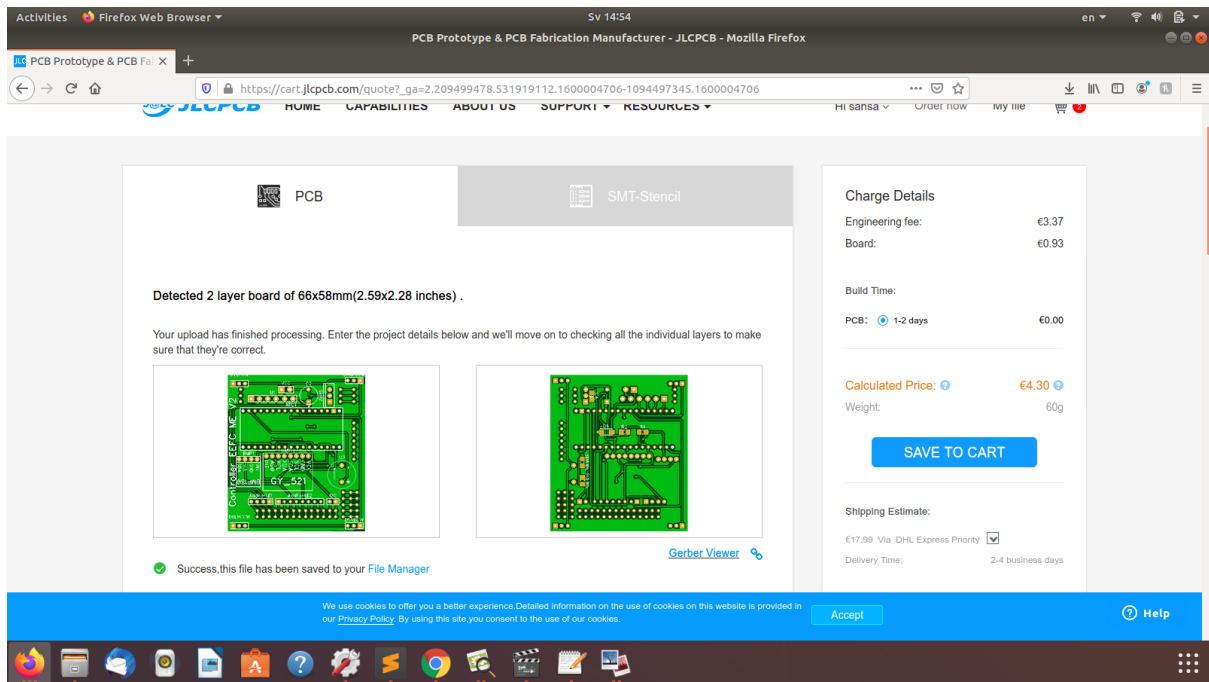 Activities Firefox Web Browser Sv 14:54 en
PCB Prototype & PCB Fabrication Manufacturer - JLCPCB - Mozilla Firefox
JLC PCB Prototype & PCB Fa
https://cart.jlcpcb.com/quote?_ga=2.209499478.531919112.1600004706-1094497345.1600004706
J@LC JLCPCB HOME CAPABILITIES ABOUT US SUPPORT RESOURCES Hi sansa Order now My file 2
PCB SMT-Stencil
Detected 2 layer board of 66x58mm(2.59x2.28 inches) .
Your upload has finished processing. Enter the project details below and we'll move on to checking all the individual layers to make
sure that they're correct.
Controller EEFC ME V2
GY_521
Gerber Viewer
Success,this file has been saved to your File Manager
Charge Details
Engineering fee: €3.37
Board: €0.93
Build Time:
PCB: 1-2 days €0.00
Calculated Price: €4.30
Weight: 60g
SAVE TO CART
Shipping Estimate:
€17.99 Via DHL Express Priority
Delivery Time: 2-4 business days
We use cookies to offer you a better experience.Detailed information on the use of cookies on this website is provided in
our Privacy Policy. By using this site,you consent to the use of our cookies.
Accept
Help